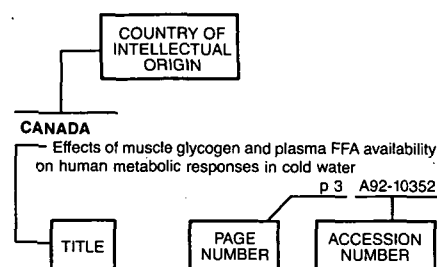 COUNTRY OF
INTELLECTUAL
ORIGIN
CANADA
Effects of muscle glycogen and plasma FFA availability
on human metabolic responses in cold water
p 3 A92-10352
TITLE
PAGE
NUMBER
ACCESSION
NUMBER